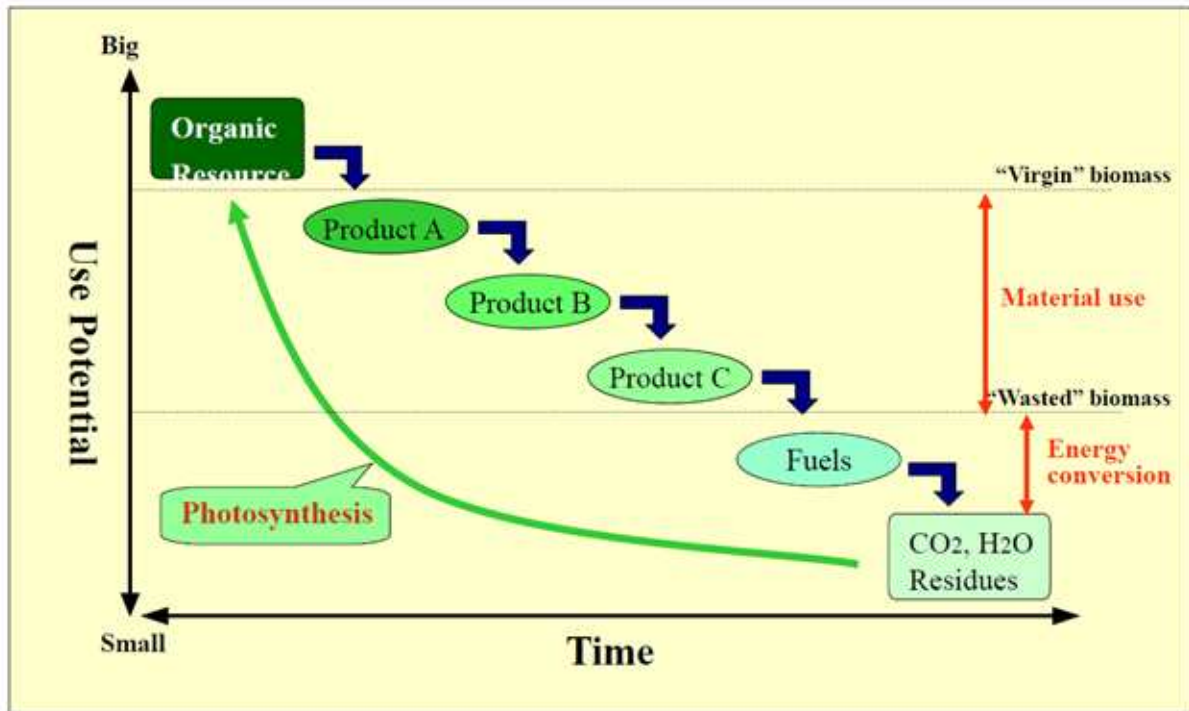 Big
Organic
Resource
“Virgin” biomass
Product A
Product B
Material use
Product C
“Wasted” biomass
Fuels
Energy
conversion
Photosynthesis
CO2, H2O
Residues
Use Potential
Small
Time